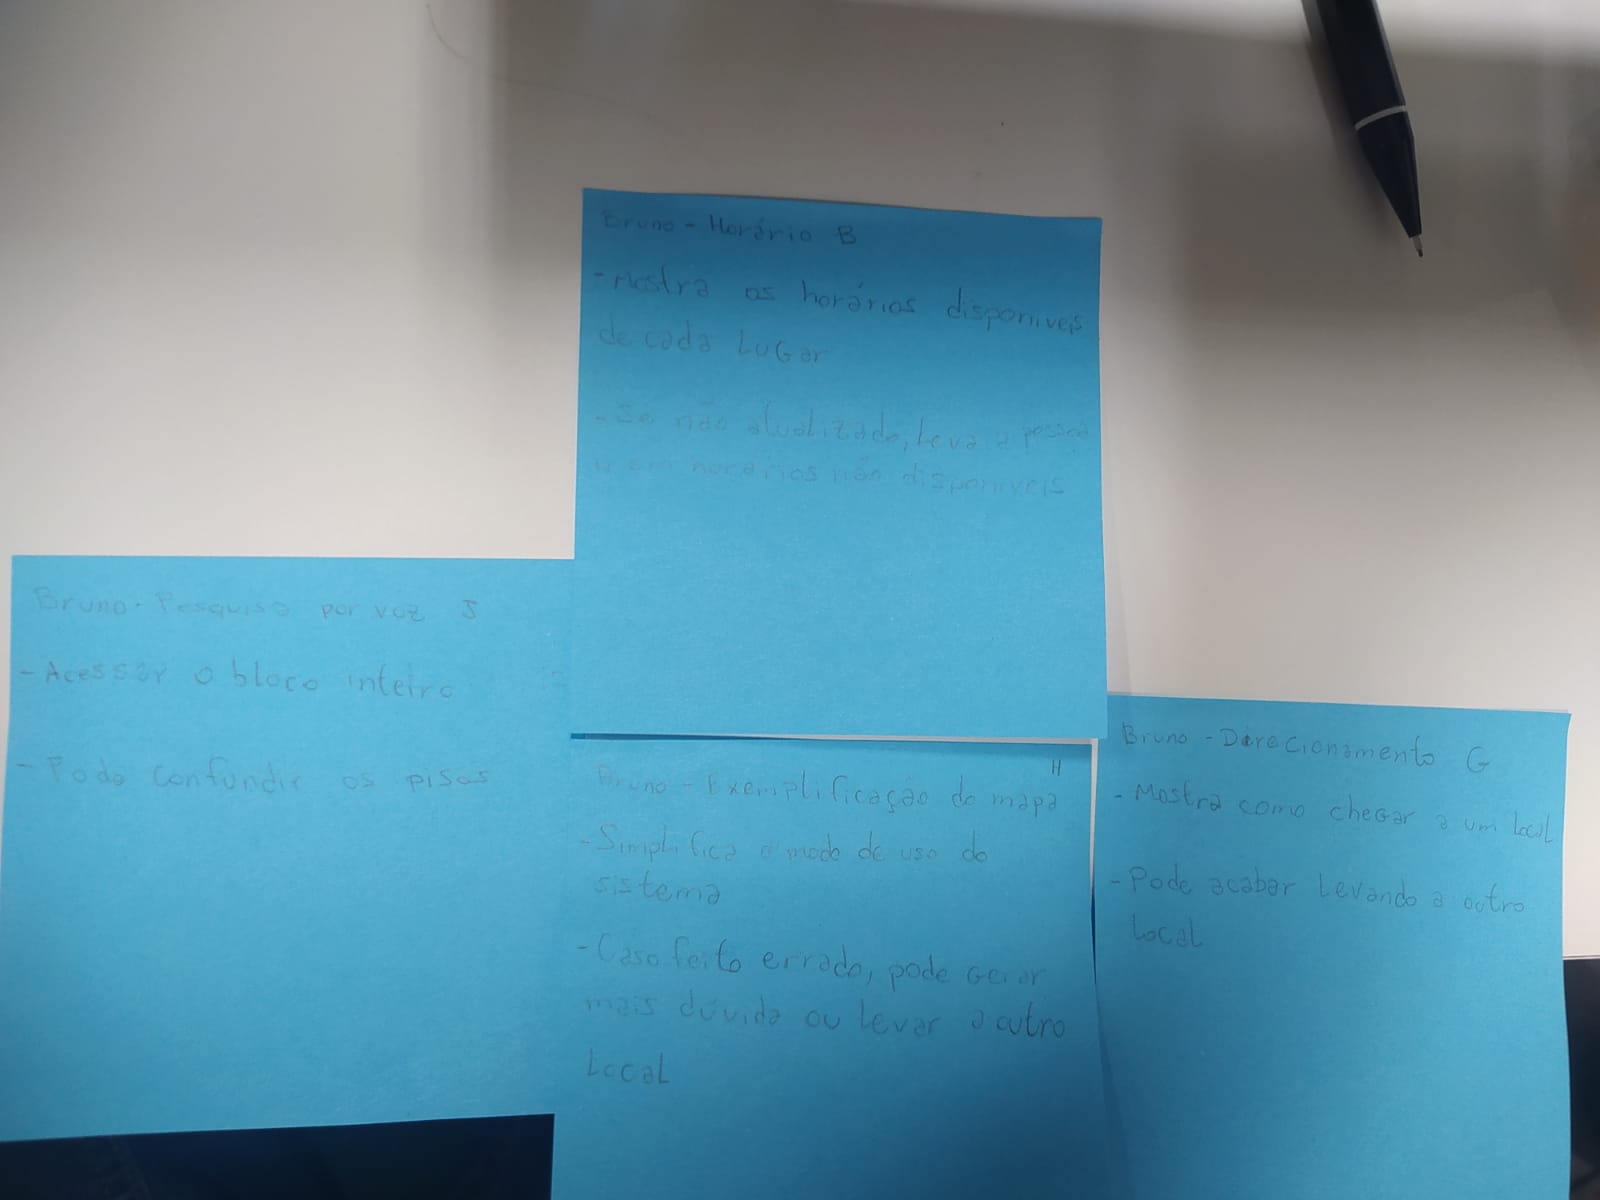 Bruno - Horário B
- Mostra os horários disponiveis
de cada Lugar
- Se não atualizado, Leva a pessoa
ir em horários não disponiveis
Bruno - Pesquisa por voz J
- Acessar o bloco inteiro
- Pode confundir os pisos
H
Bruno - Exemplificação do mapa
- Simplifica o modo de uso do
sistema
- Caso feito errado, pode Gerar
mais dúvida ou Levar a outro
Local
Bruno - Direcionamento G
- Mostra como cheGar a um local
- Pode acabar Levando a outro
Local